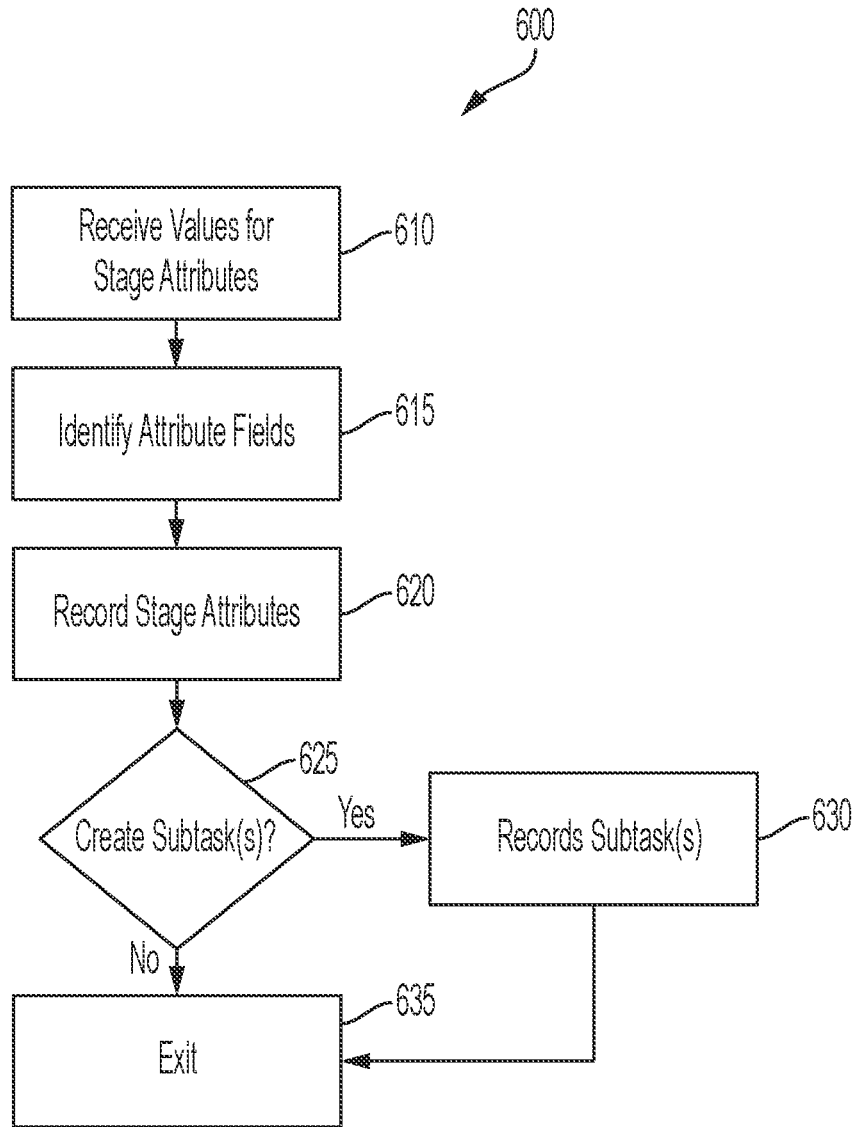 600
Receive Values for
Stage Attributes
610
Identify Attribute Fields
615
Record Stage Attributes
620
625
Create Subtask(s)?
Yes
Records Subtask(s)
630
No
635
Exit